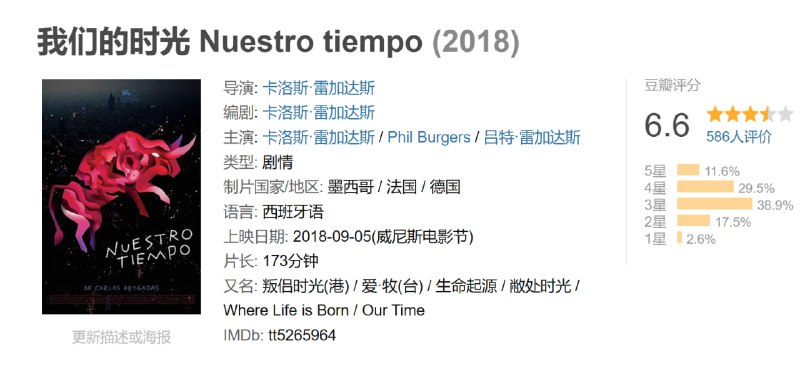 我们的时光 Nuestro tiempo (2018)
NUESTRO
TIEMPO
DE CARLOS REYGADAS
更新描述或海报
导演: 卡洛斯·雷加达斯
编剧: 卡洛斯·雷加达斯
主演: 卡洛斯·雷加达斯 / Phil Burgers / 吕特·雷加达斯
类型: 剧情
制片国家/地区: 墨西哥 / 法国 / 德国
语言: 西班牙语
上映日期: 2018-09-05(威尼斯电影节)
片长: 173分钟
又名: 叛侣时光(港) / 爱·牧(台) / 生命起源 / 敝处时光 /
Where Life is Born / Our Time
IMDb: tt5265964
豆瓣评分
6.6
586人评价
5星 11.6%
4星 29.5%
3星 38.9%
2星 17.5%
1星 2.6%